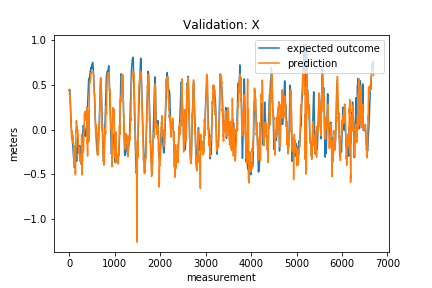 Validation: X
expected outcome
prediction
1.0
0.5
0.0
−0.5
−1.0
meters
0 1000 2000 3000 4000 5000 6000 7000
measurement